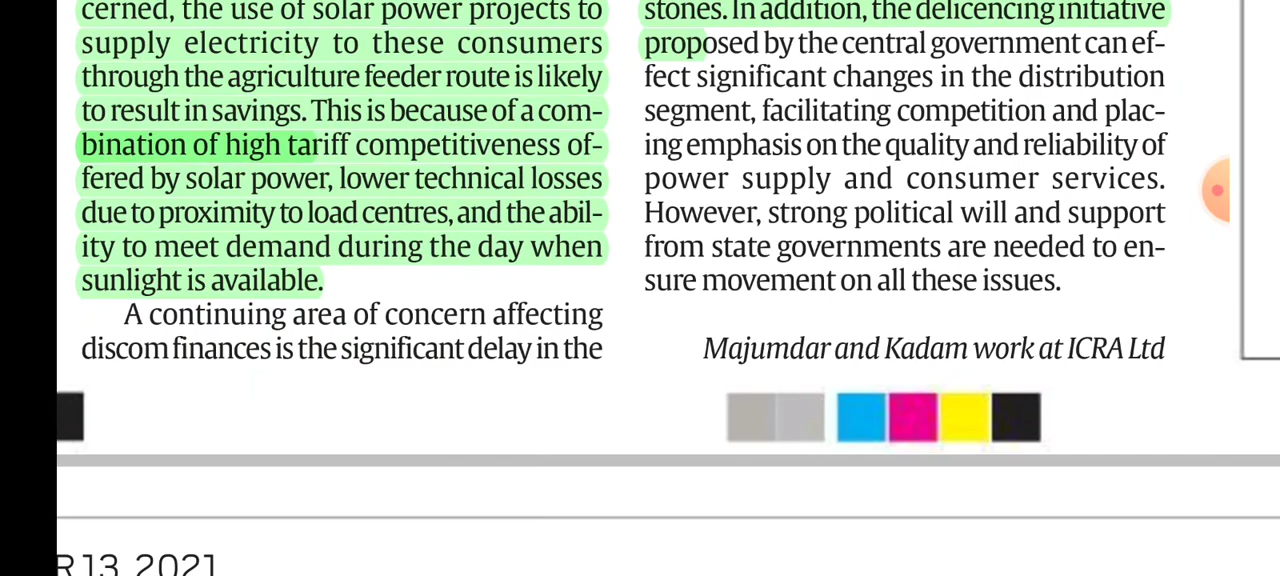 cerned, the use of solar power projects to
supply electricity to these consumers
through the agriculture feeder route is likely
to result in savings. This is because of a com-
bination of high tariff competitiveness of-
fered by solar power, lower technical losses
due to proximity to load centres, and the abil-
ity to meet demand during the day when
sunlight is available.
A continuing area of concern affecting
discom finances is the significant delay in the
stones. In addition, the delicencing initiative
proposed by the central government can ef-
fect significant changes in the distribution
segment, facilitating competition and plac-
ing emphasis on the quality and reliability of
power supply and consumer services.
However, strong political will and support
from state governments are needed to en-
sure movement on all these issues.
Majumdar and Kadam work at ICRA Ltd
R 13, 2021